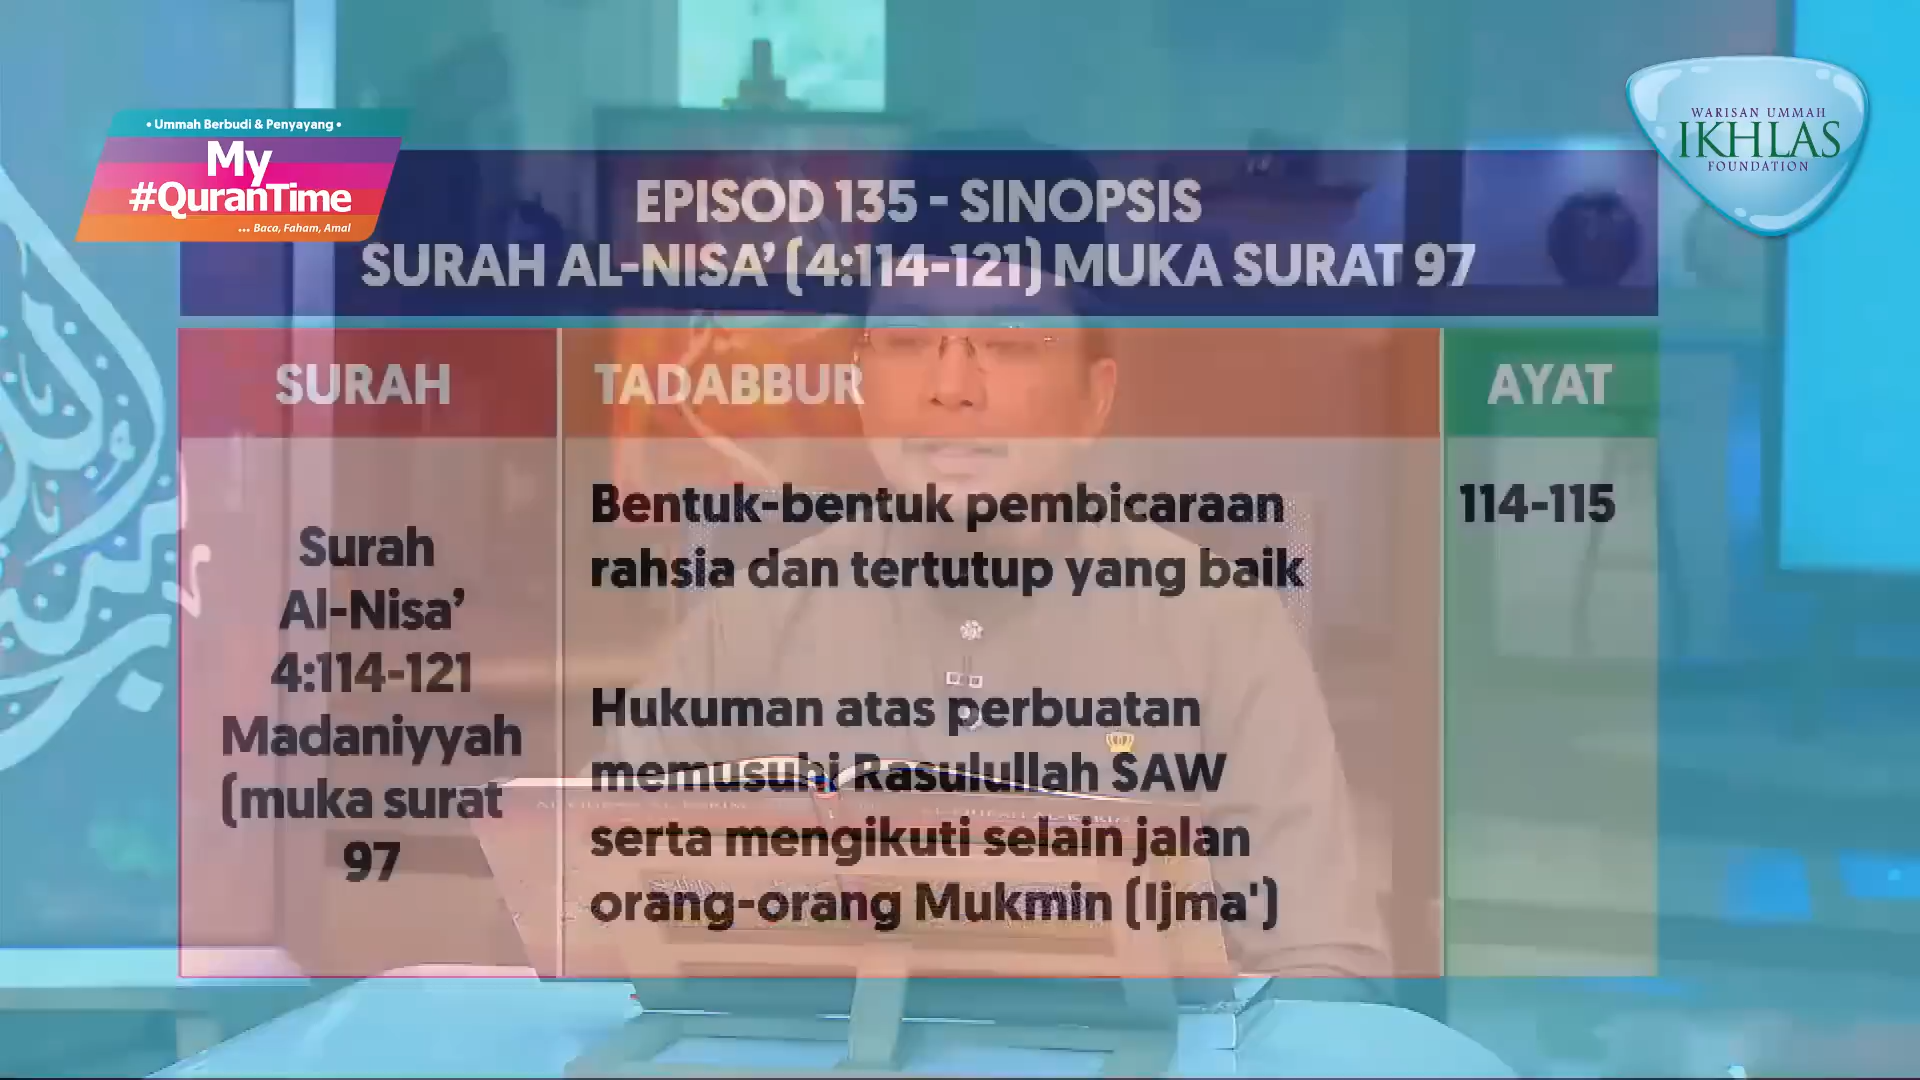 • Ummah Berbudi & Penyayang •
My
#QuranTime
... Baca, Faham, Amal
WARISAN UMMAH
IKHLAS
FOUNDATION
EPISOD 135 - SINOPSIS
SURAH AL-NISA’ (4:114-121) MUKA SURAT 97
SURAH
TADABBUR
AYAT
Surah
Al-Nisa’
4:114-121
Madaniyyah
(muka surat
97
Bentuk-bentuk pembicaraan
rahsia dan tertutup yang baik
114-115
Hukuman atas perbuatan
memusuhi Rasulullah SAW
serta mengikuti selain jalan
orang-orang Mukmin (Ijma')